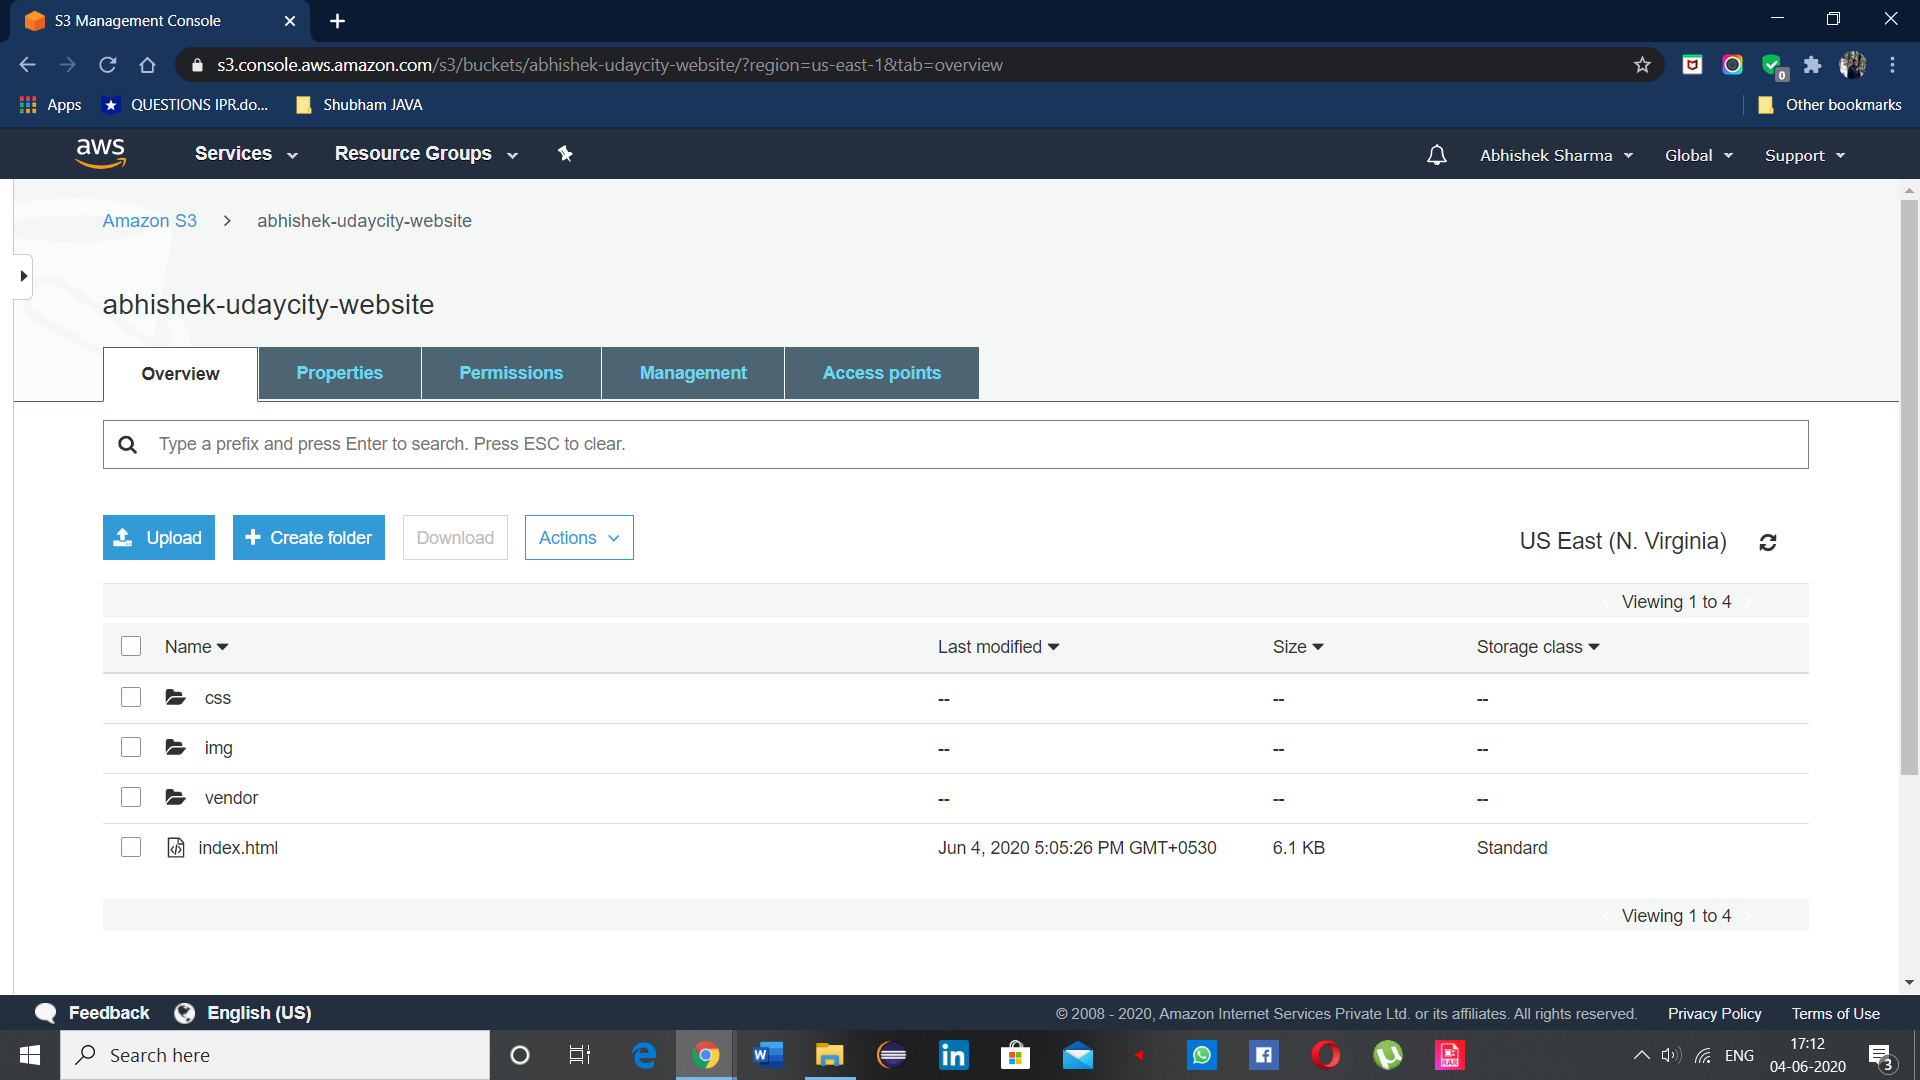 S3 Management Console
s3.console.aws.amazon.com/s3/buckets/abhishek-udaycity-website/?region=us-east-1&tab=overview
0
Apps QUESTIONS IPR.do... Shubham JAVA Other bookmarks
aws Services Resource Groups Abhishek Sharma Global Support
Amazon S3 > abhishek-udaycity-website
abhishek-udaycity-website
Overview Properties Permissions Management Access points
Type a prefix and press Enter to search. Press ESC to clear.
Upload Create folder Download Actions US East (N. Virginia)
Viewing 1 to 4
Name Last modified Size Storage class
css -- -- --
img -- -- --
vendor -- -- --
index.html Jun 4, 2020 5:05:26 PM GMT+0530 6.1 KB Standard
Viewing 1 to 4
Feedback English (US) © 2008 - 2020, Amazon Internet Services Private Ltd. or its affiliates. All rights reserved. Privacy Policy Terms of Use
Search here ENG 17:12
04-06-2020 3